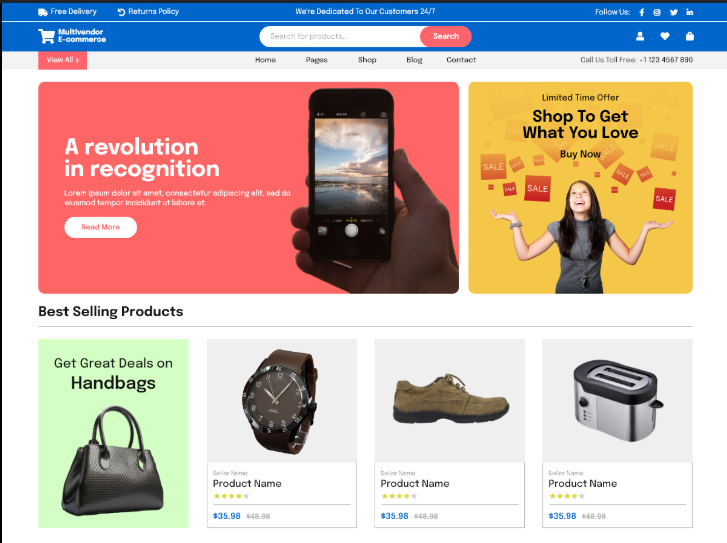 Free Delivery
Returns Policy
We're Dedicated To Our Customers 24/7
Follow Us:
Multivendor
E-commerce
Search for products...
Search
View All >
Home
Pages
Shop
Blog
Contact
Call Us Toll Free: +1 123 4567 890
A revolution
in recognition
Lorem ipsum dolor sit amet, consectetur adipiscing elit, sed do
eiusmod tempor incididunt ut labore at.
Read More
Limited Time Offer
Shop To Get
What You Love
Buy Now
SALE
SALE
SALE
SALE
SALE
Best Selling Products
Get Great Deals on
Handbags
Seller Name
Product Name
$35.98 $48.98
Seller Name
Product Name
$35.98 $48.98
Seller Name
Product Name
$35.98 $48.98